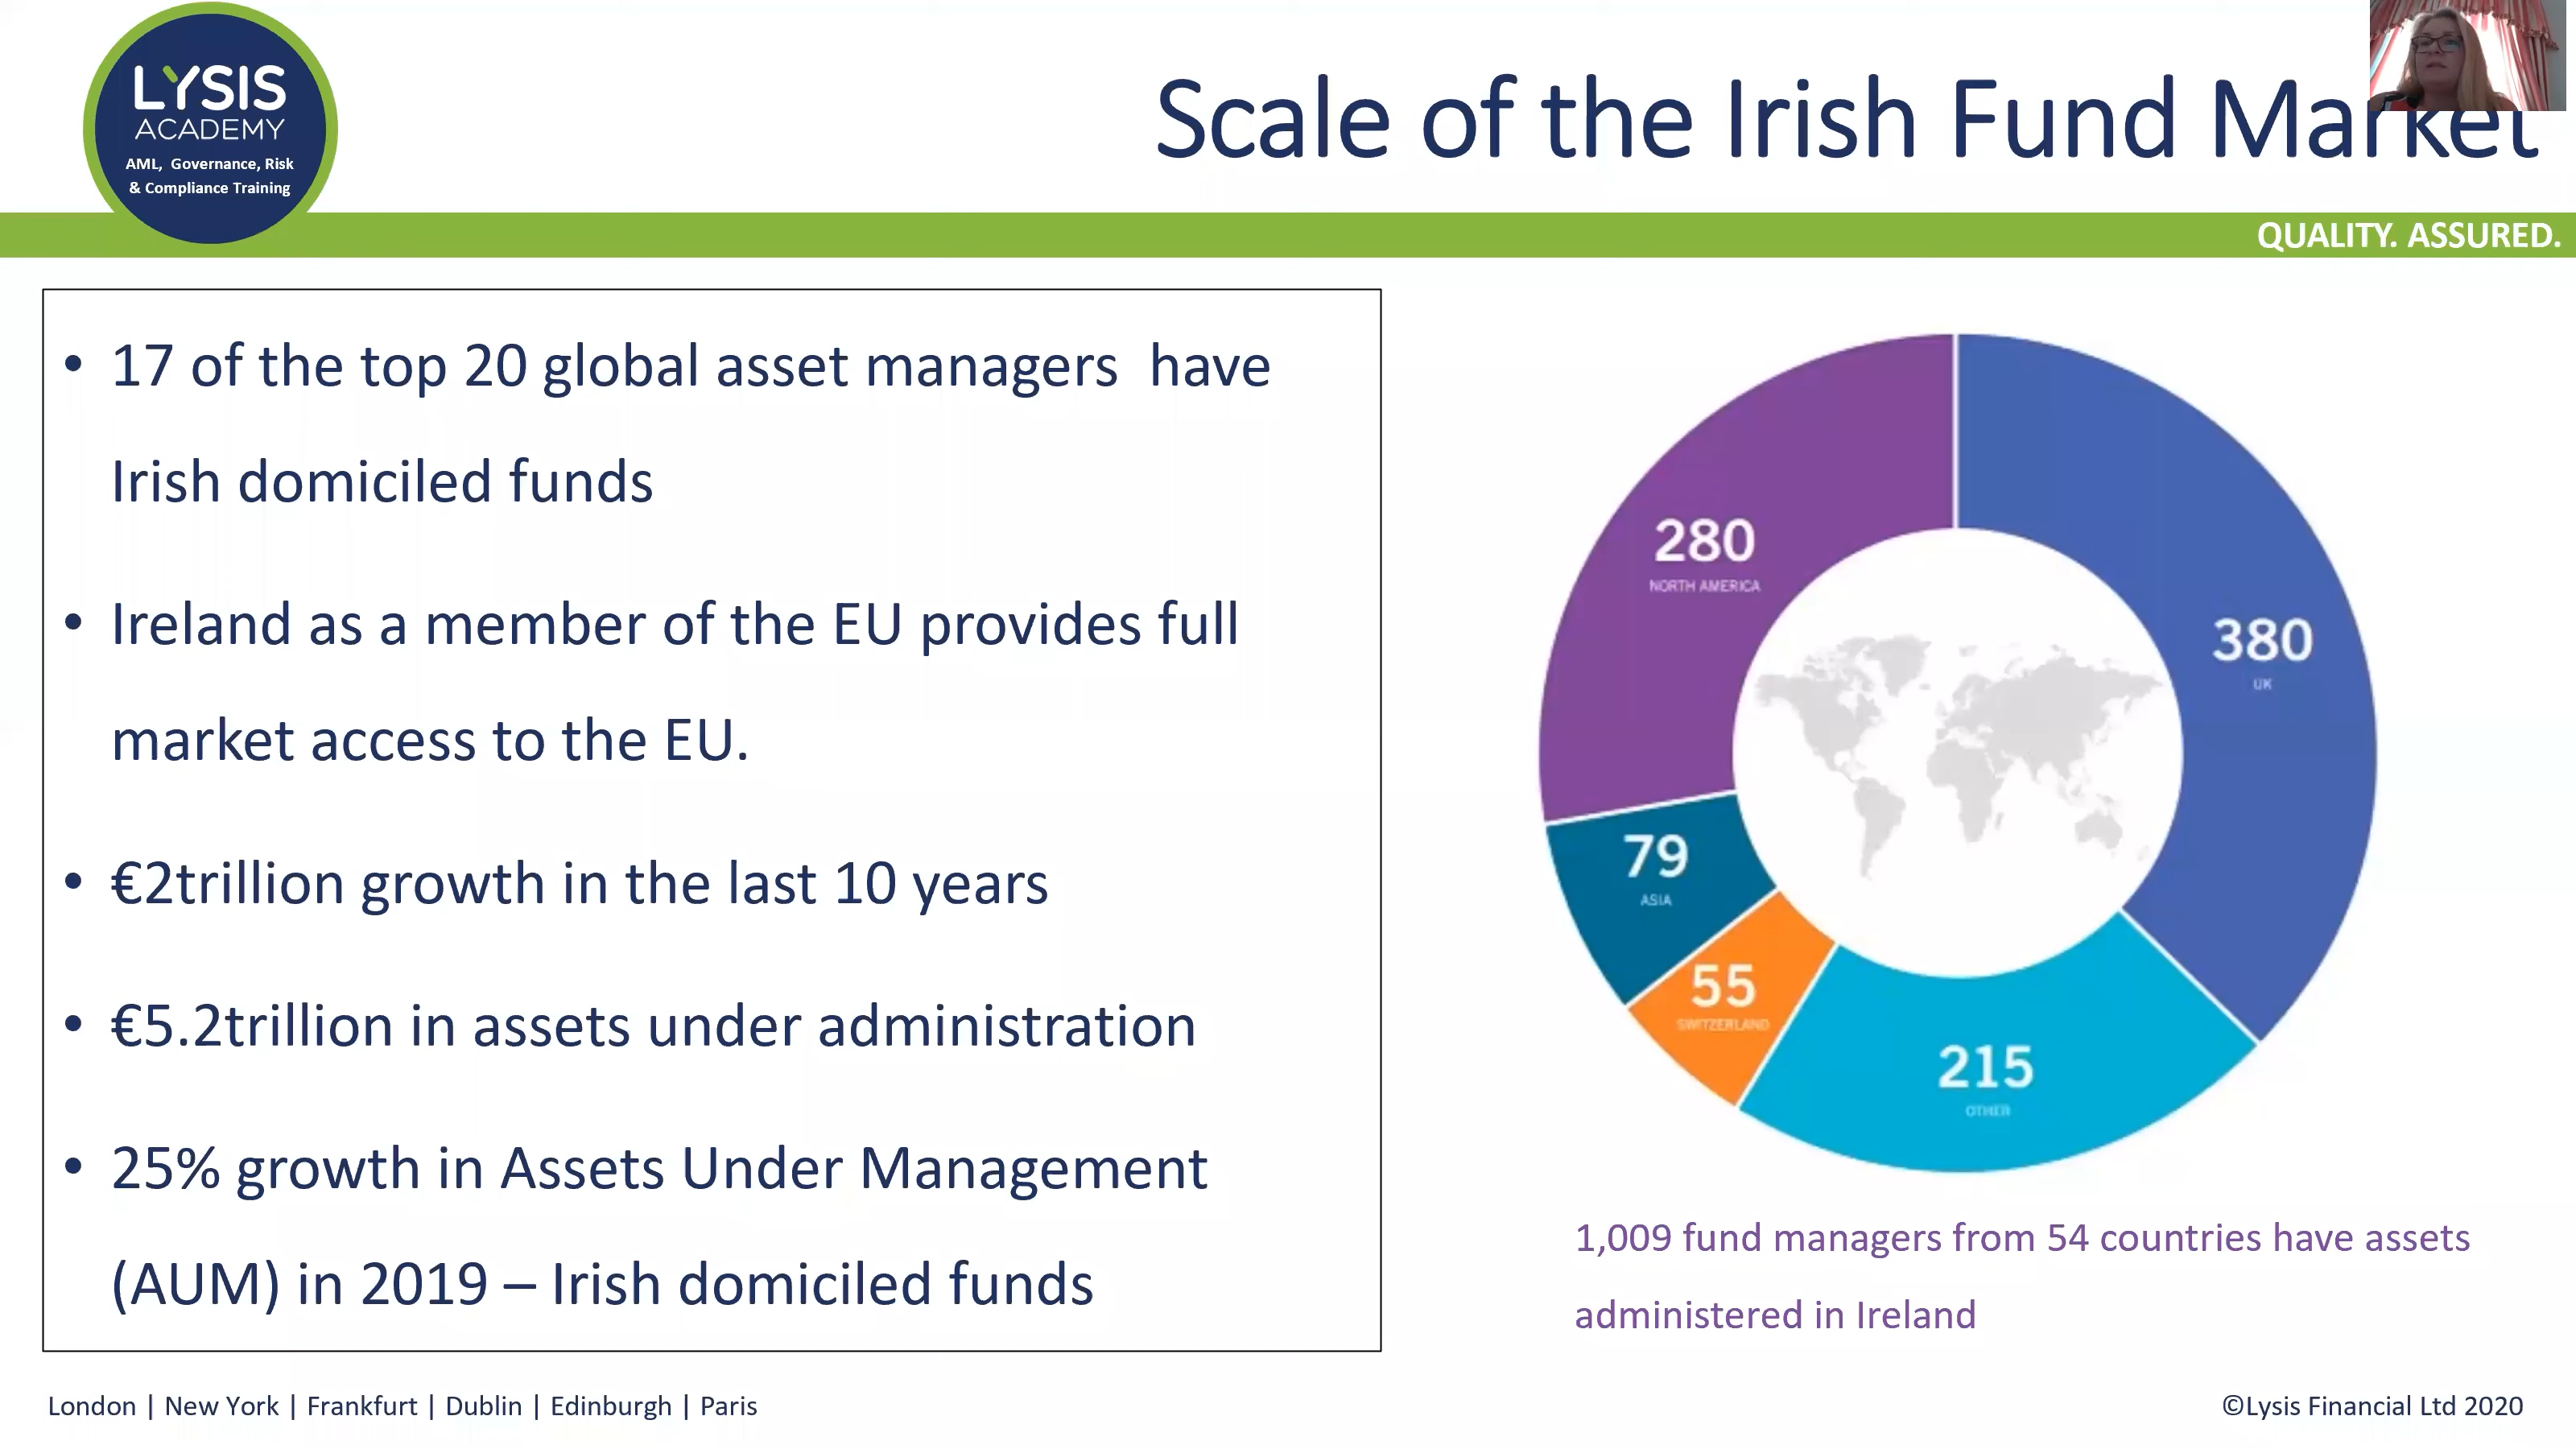 LYSIS
ACADEMY
AML, Governance, Risk
& Compliance Training
Scale of the Irish Fund Market
QUALITY. ASSURED.
• 17 of the top 20 global asset managers have
Irish domiciled funds
• Ireland as a member of the EU provides full
market access to the EU.
• €2trillion growth in the last 10 years
• €5.2trillion in assets under administration
• 25% growth in Assets Under Management
(AUM) in 2019 – Irish domiciled funds
280
NORTH AMERICA
380
UK
79
ASIA
55
SWITZERLAND
215
OTHER
1,009 fund managers from 54 countries have assets
administered in Ireland
London | New York | Frankfurt | Dublin | Edinburgh | Paris
©Lysis Financial Ltd 2020